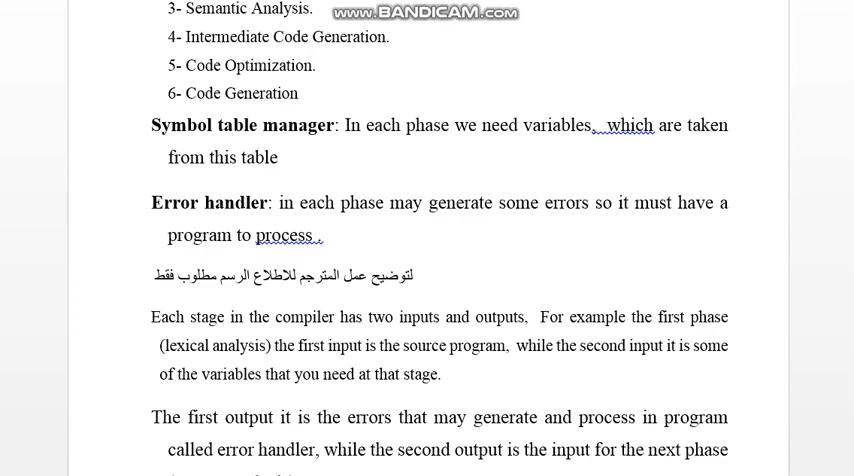 3- Semantic Analysis.
www.BANDICAM.com
4- Intermediate Code Generation.
5- Code Optimization.
6- Code Generation
Symbol table manager: In each phase we need variables, which are taken
from this table
Error handler: in each phase may generate some errors so it must have a
program to process .
لتوضيح عمل المترجم للاطلاع الرسم مطلوب فقط
Each stage in the compiler has two inputs and outputs, For example the first phase
(lexical analysis) the first input is the source program, while the second input it is some
of the variables that you need at that stage.
The first output it is the errors that may generate and process in program
called error handler, while the second output is the input for the next phase